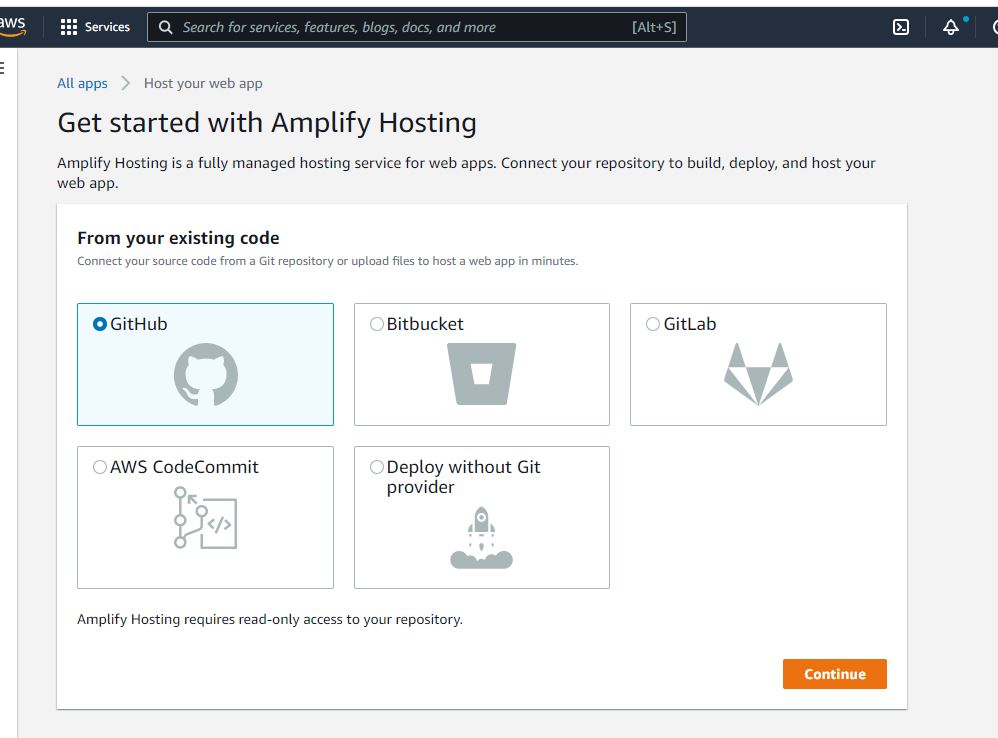 aws
Services
Search for services, features, blogs, docs, and more
[Alt+S]
All apps
Host your web app
Get started with Amplify Hosting
Amplify Hosting is a fully managed hosting service for web apps. Connect your repository to build, deploy, and host your
web app.
From your existing code
Connect your source code from a Git repository or upload files to host a web app in minutes.
GitHub
Bitbucket
GitLab
AWS CodeCommit
Deploy without Git
provider
</>
Amplify Hosting requires read-only access to your repository.
Continue